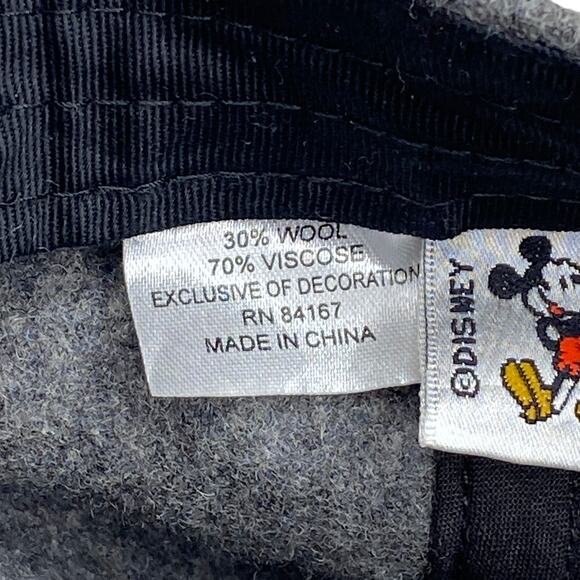 30% WOOL
70% VISCOSE
EXCLUSIVE OF DECORATION
RN 84167
MADE IN CHINA
©DISNEY